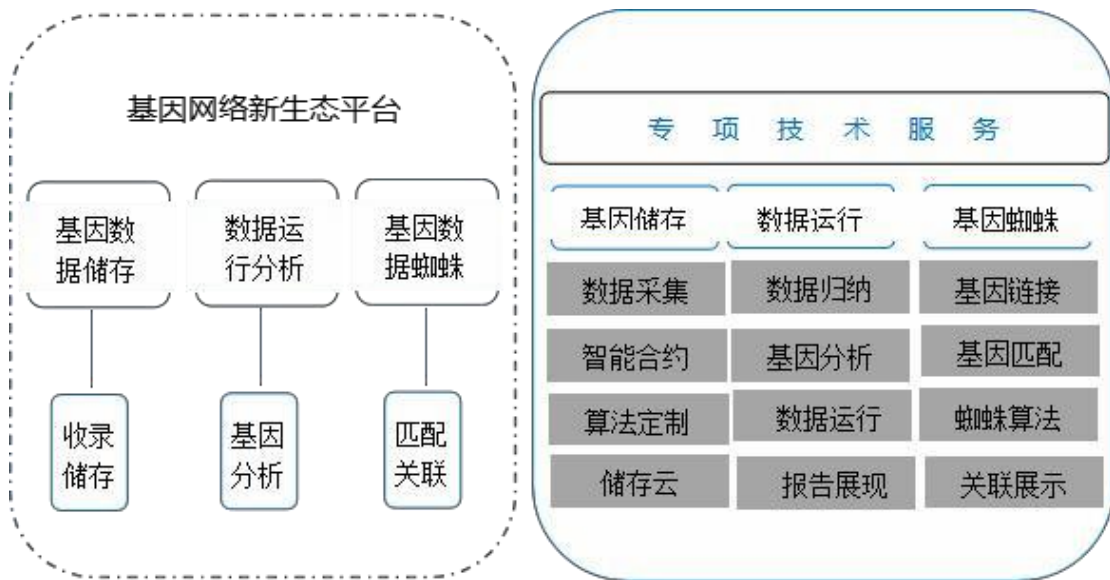 基因网络新生态平台
基因数
据储存
数据运
行分析
基因数
据蜘蛛
收录
储存
基因
分析
匹配
关联
专项技术服务
基因储存
数据运行
基因蜘蛛
数据采集
数据归纳
基因链接
智能合约
基因分析
基因匹配
算法定制
数据运行
蜘蛛算法
储存云
报告展现
关联展示